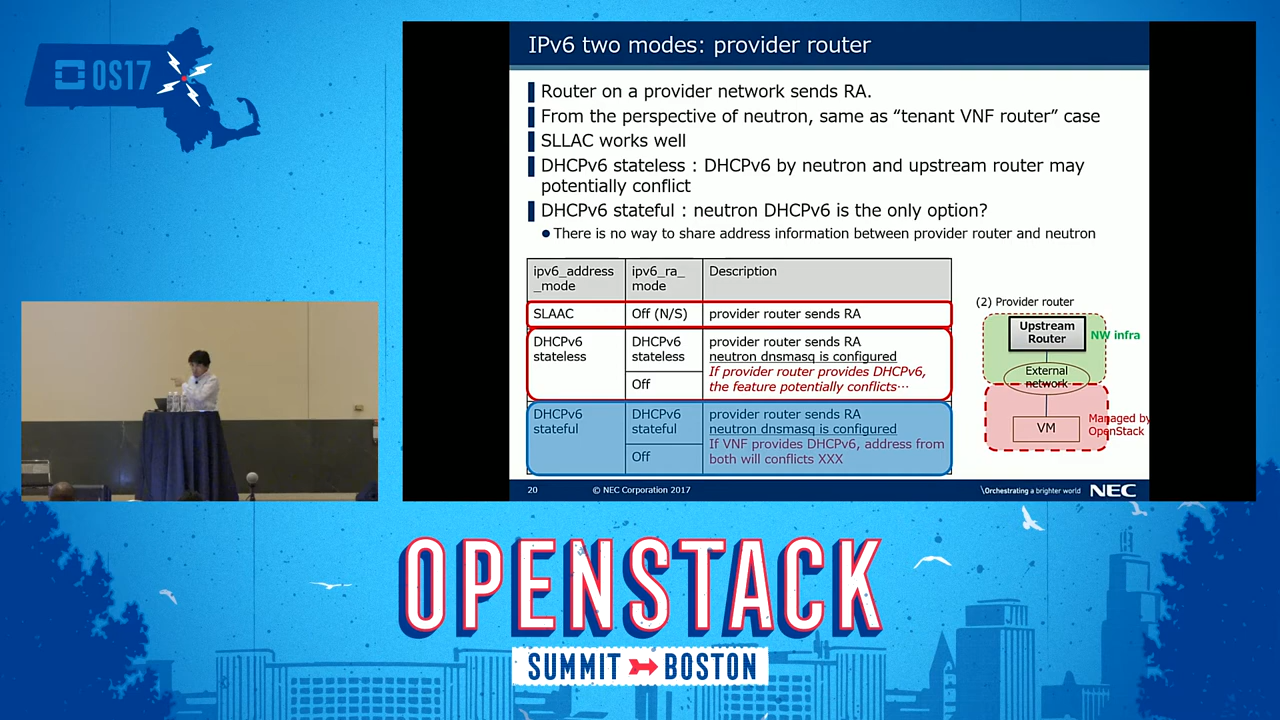 OS17
IPv6 two modes: provider router
Router on a provider network sends RA.
From the perspective of neutron, same as “tenant VNF router” case
SLLAC works well
DHCPv6 stateless : DHCPv6 by neutron and upstream router may
potentially conflict
DHCPv6 stateful : neutron DHCPv6 is the only option?
There is no way to share address information between provider router and neutron
ipv6_address
_mode
ipv6_ra_
mode
Description
SLAAC
Off (N/S)
provider router sends RA
DHCPv6
stateless
DHCPv6
stateless
Off
provider router sends RA
neutron dnsmasq is configured
If provider router provides DHCPv6,
the feature potentially conflicts…
DHCPv6
stateful
DHCPv6
stateful
Off
provider router sends RA
neutron dnsmasq is configured
If VNF provides DHCPv6, address from
both will conflicts XXX
(2) Provider router
Upstream
Router
NW infra
External
network
VM
Managed by
OpenStack
20
© NEC Corporation 2017
\Orchestrating a brighter world
NEC
OPENSTACK
SUMMIT BOSTON